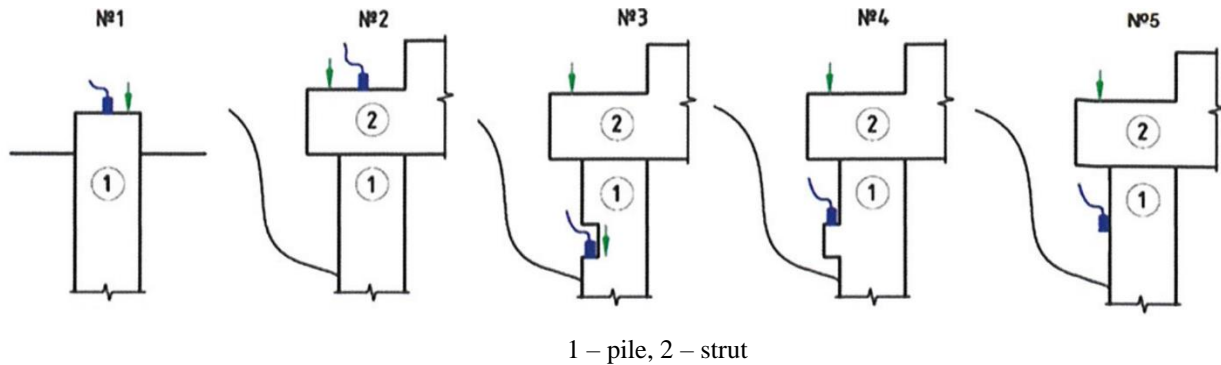 №1 №2 №3 №4 №5
2 2 2 2
1 1 1 1 1
1 – pile, 2 – strut